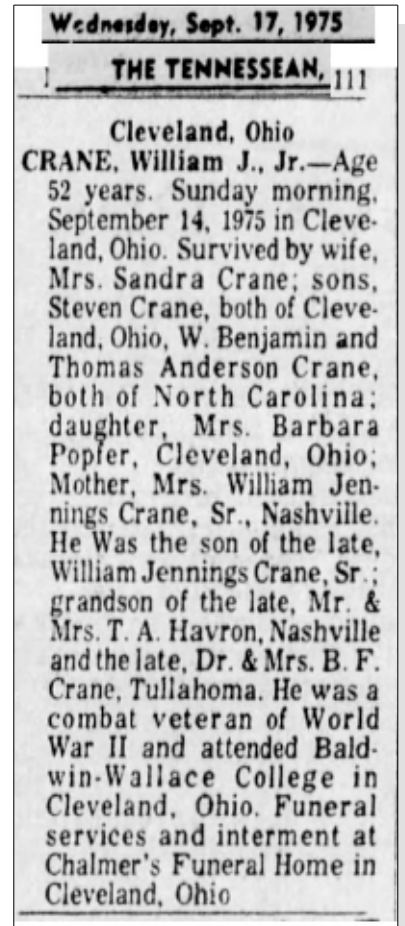 Wednesday, Sept. 17, 1975
THE TENNESSEAN,
111
Cleveland, Ohio
CRANE, William J., Jr.—Age
52 years. Sunday morning,
September 14, 1975 in Cleve-
land, Ohio. Survived by wife,
Mrs. Sandra Crane; sons,
Steven Crane, both of Cleve-
land, Ohio, W. Benjamin and
Thomas Anderson Crane,
both of North Carolina;
daughter, Mrs. Barbara
Popfer, Cleveland, Ohio;
Mother, Mrs. William Jen-
nings Crane, Sr., Nashville.
He Was the son of the late,
William Jennings Crane, Sr.;
grandson of the late, Mr. &
Mrs. T. A. Havron, Nashville
and the late, Dr. & Mrs. B. F.
Crane, Tullahoma. He was a
combat veteran of World
War II and attended Bald-
win-Wallace College in
Cleveland, Ohio. Funeral
services and interment at
Chalmer's Funeral Home in
Cleveland, Ohio